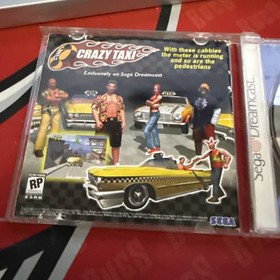 CRAZY TAXI
Exclusively on Sega Dreamcast
With these cabbies
the meter is running
and so are the
pedestrians
RP
ESRB
SEGA
Sega Dreamcast